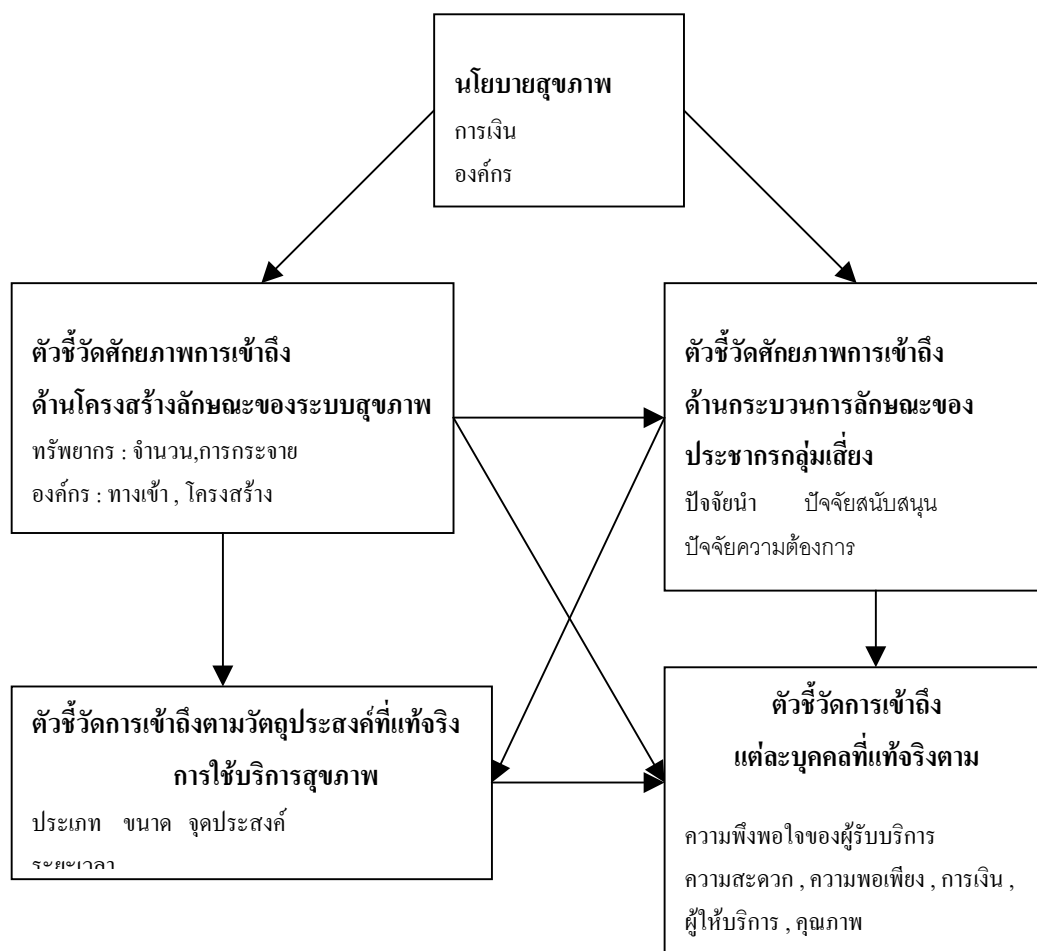 นโยบายสุขภาพ
การเงิน
องค์กร
ตัวชี้วัดศักยภาพการเข้าถึง
ด้านโครงสร้างลักษณะของระบบสุขภาพ
ทรัพยากร : จำนวน,การกระจาย
องค์กร : ทางเข้า , โครงสร้าง
ตัวชี้วัดศักยภาพการเข้าถึง
ด้านกระบวนการลักษณะของ
ประชากรกลุ่มเสี่ยง
ปัจจัยนำ ปัจจัยสนับสนุน
ปัจจัยความต้องการ
ตัวชี้วัดการเข้าถึงตามวัตถุประสงค์ที่แท้จริง
การใช้บริการสุขภาพ
ประเภท ขนาด จุดประสงค์
ระยะเวลา
ตัวชี้วัดการเข้าถึง
แต่ละบุคคลที่แท้จริงตาม
ความพึงพอใจของผู้รับบริการ
ความสะดวก , ความพอเพียง , การเงิน ,
ผู้ให้บริการ , คุณภาพ